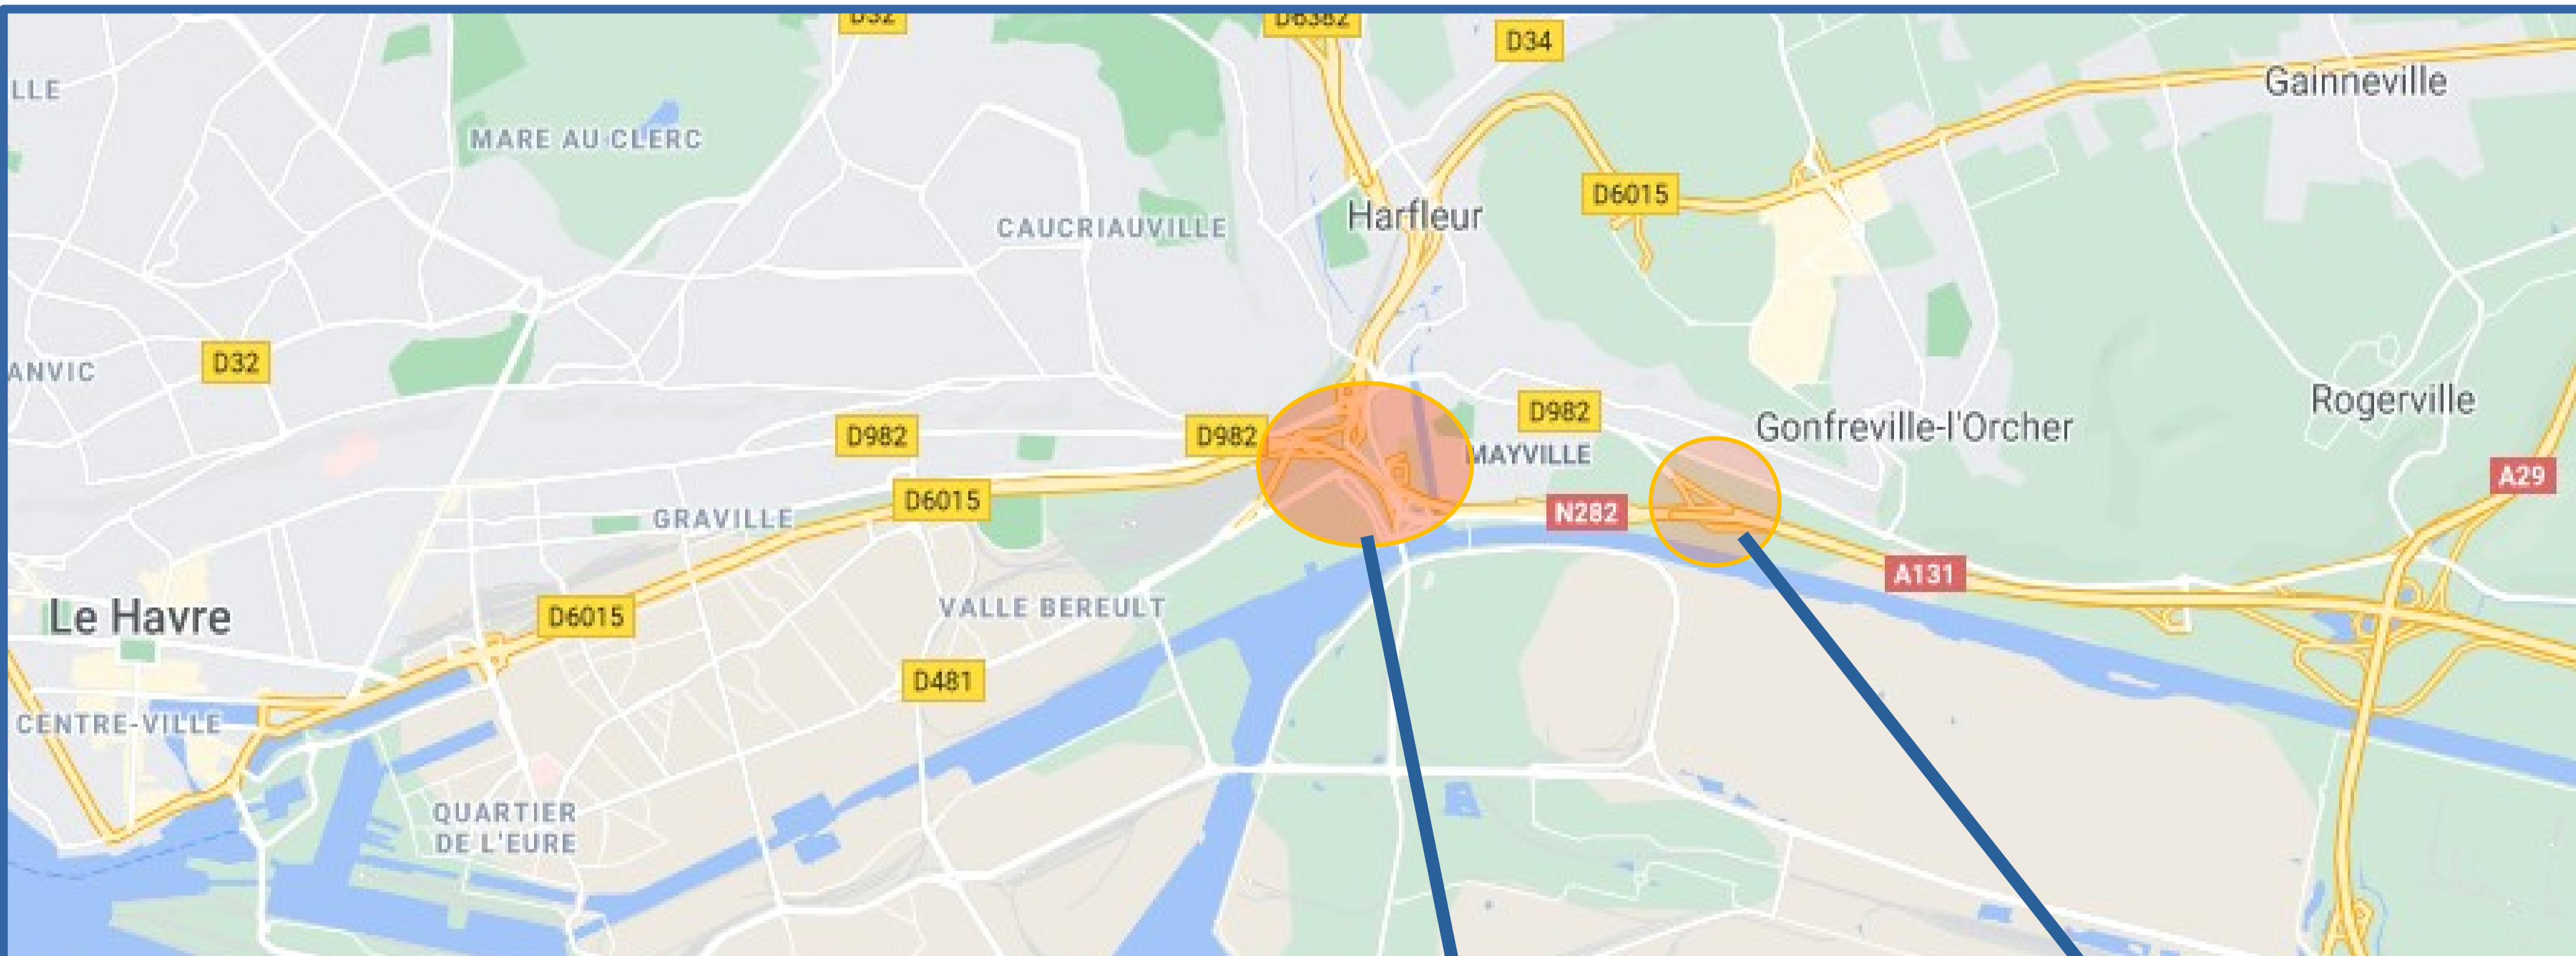 D32
D6382
D34
Gainneville
LLE
MARE AU CLERC
D6015
Harfleur
CAUCRIAUVILLE
D32
ANVIC
Rogerville
D982
D982
D982
Gonfreville-l'Orcher
MAYVILLE
A29
D6015
N282
GRAVILLE
A131
Le Havre
D6015
VALLE BEREULT
D481
CENTRE-VILLE
QUARTIER
DE L'EURE